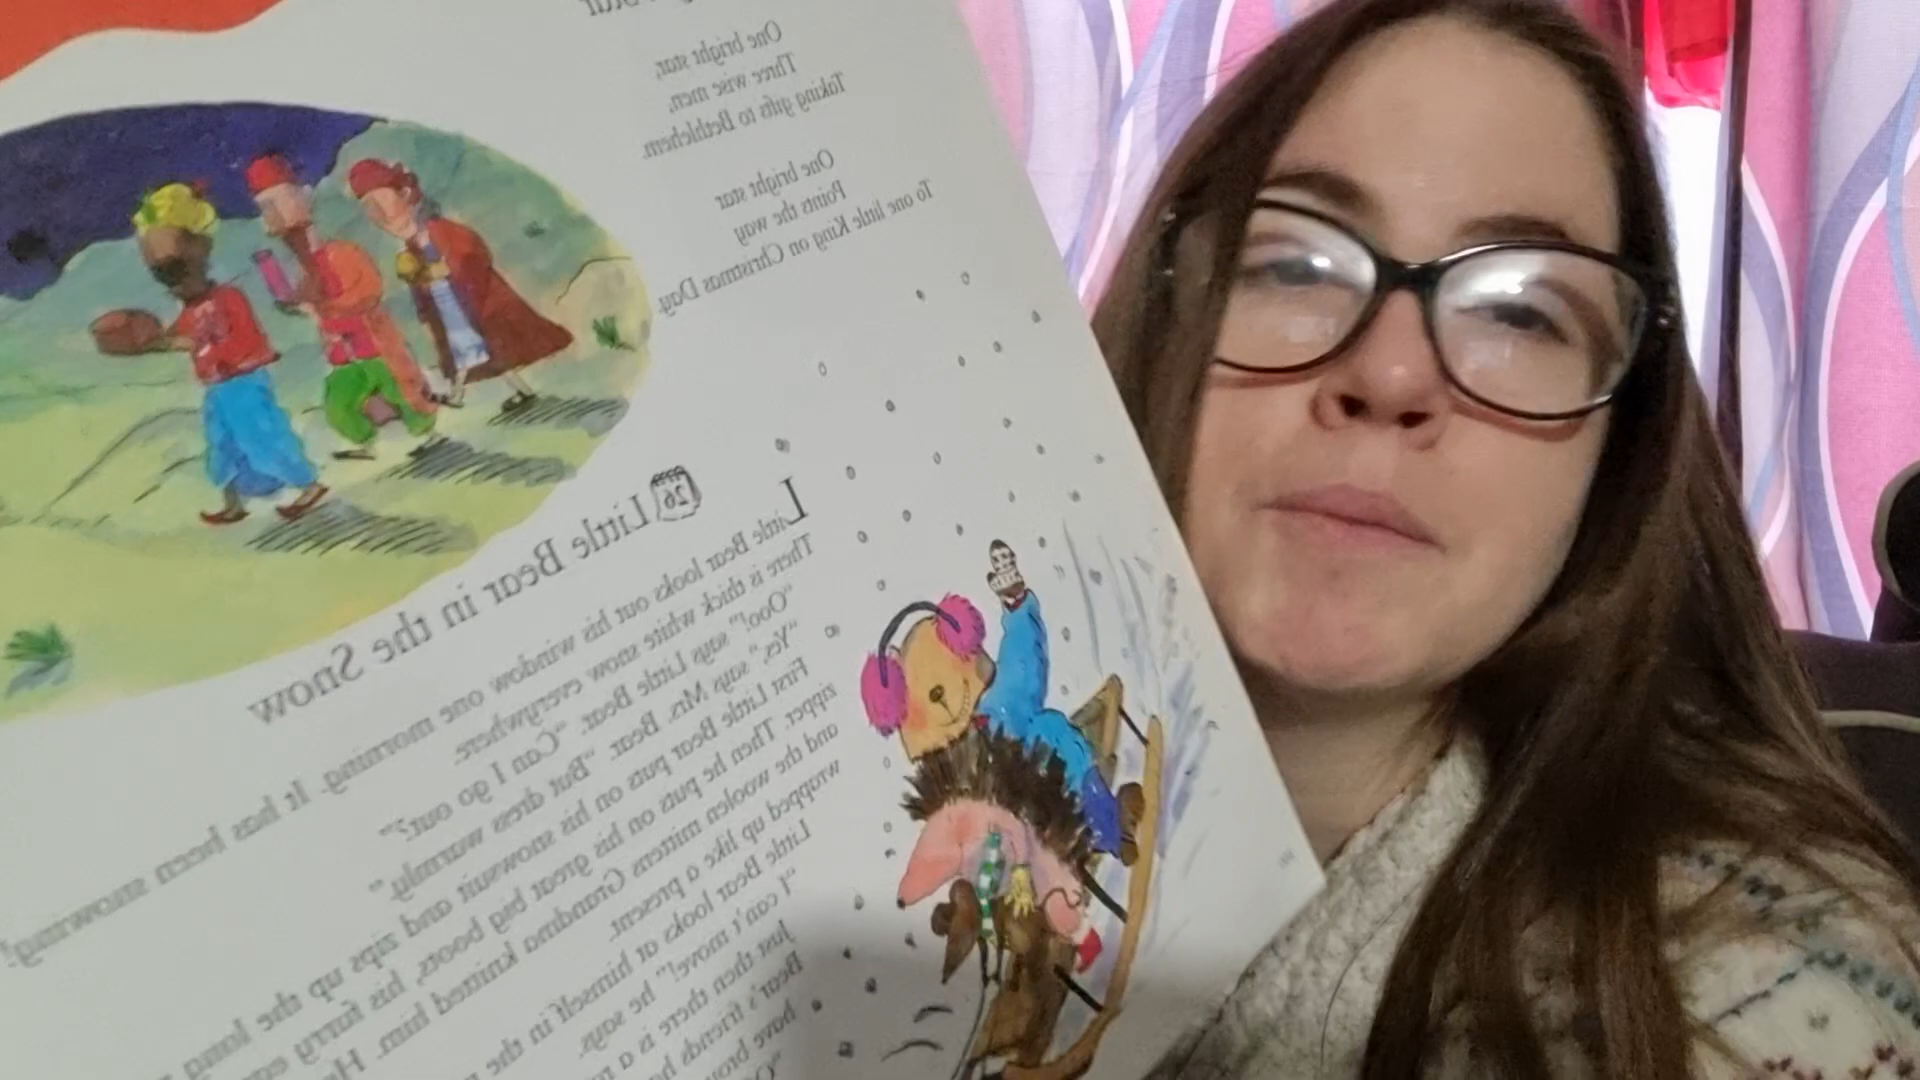 Star
One bright star,
Three wise men,
Taking gifts to Bethlehem.
One bright star
Points the way
To one little King on Christmas Day.
26 Little Bear in the Snow
Little Bear looks out his window one morning. It has been snowing!
There is thick white snow everywhere.
"Ooo!" says Little Bear. "Can I go out?"
"Yes," says Mrs. Bear. "But dress warmly."
First Little Bear puts on his snowsuit and zips up the long
zipper. Then he puts on his great big boots, his furry
and the woolen mittens Grandma knitted him.
wrapped up like a present.
Little Bear looks at himself in the
"I can't move!" he says.
Just then there is a
Bear's friends
have